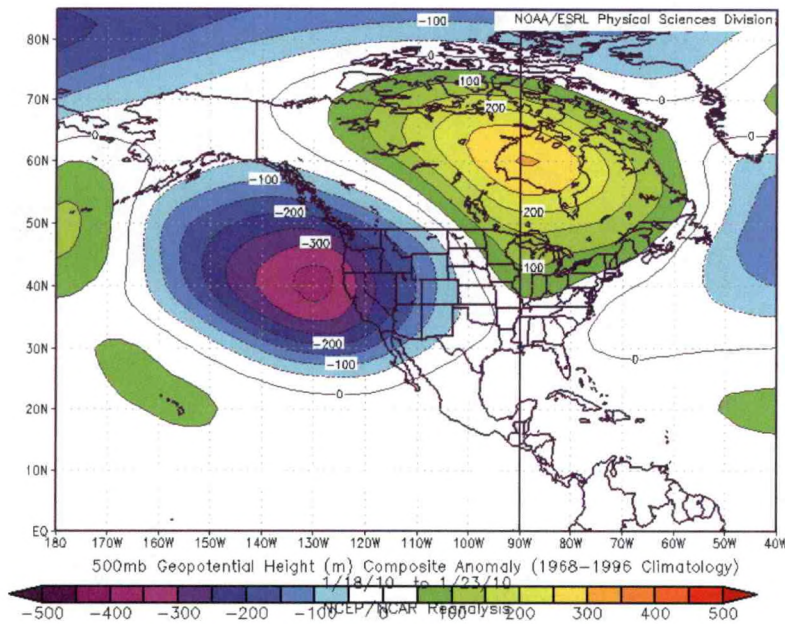 NOAA/ESRL Physical Sciences Division
80N
70N
60N
50N
40N
30N
20N
10N
EQ
-100
0
100
200
0
0
-100
-200
-300
200
100
-200
-100
0
0
180 170W 160W 150W 140W 130W 120W 110W 100W 90W 80W 70W 60W 50W 40W
500mb Geopotential Height (m) Composite Anomaly (1968-1996 Climatology)
1/18/10 to 1/23/10
NCEP/NCAR Reanalysis
-500 -400 -300 -200 -100 0 100 200 300 400 500